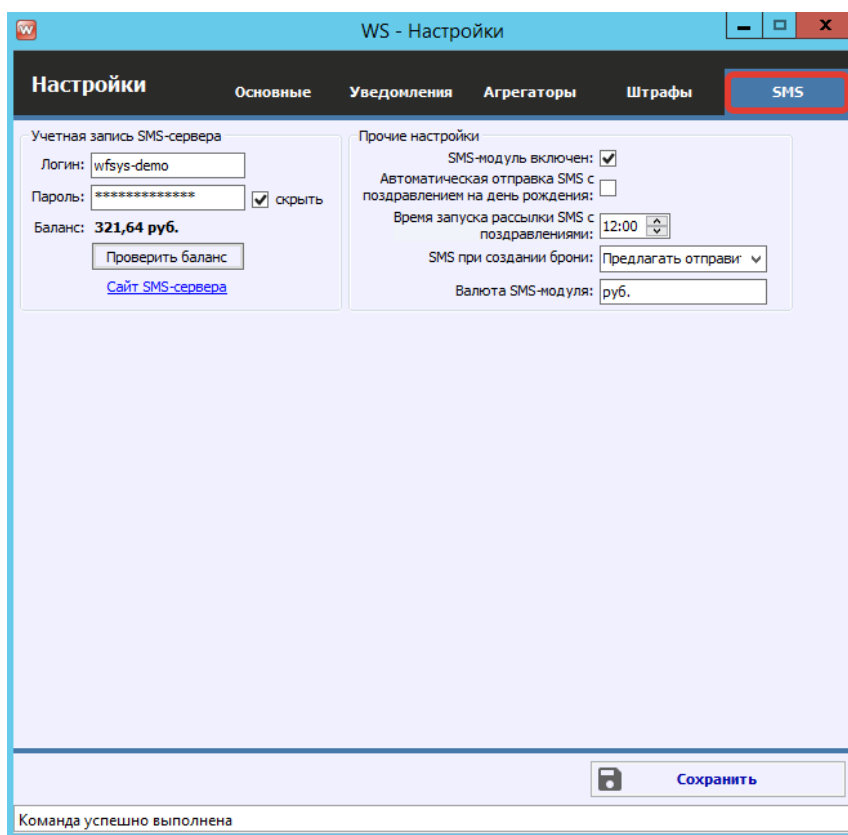 WS - Настройки
Настройки
Основные
Уведомления
Агрегаторы
Штрафы
SMS
Учетная запись SMS-сервера
Логин: wfsys-demo
Пароль: ************* скрыть
Баланс: 321,64 руб.
Проверить баланс
Сайт SMS-сервера
Прочие настройки
SMS-модуль включен:
Автоматическая отправка SMS с
поздравлением на день рождения:
Время запуска рассылки SMS с
поздравлениями: 12:00
SMS при создании брони: Предлагать отправит
Валюта SMS-модуля: руб.
Сохранить
Команда успешно выполнена